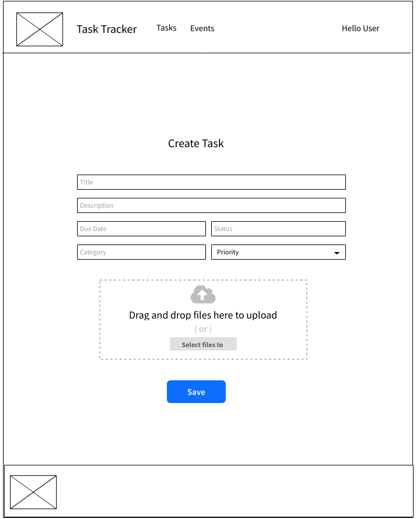 Task Tracker Tasks Events Hello User
Create Task
Title
Description
Due Date Status
Category Priority
Drag and drop files here to upload
( or )
Select files to
Save